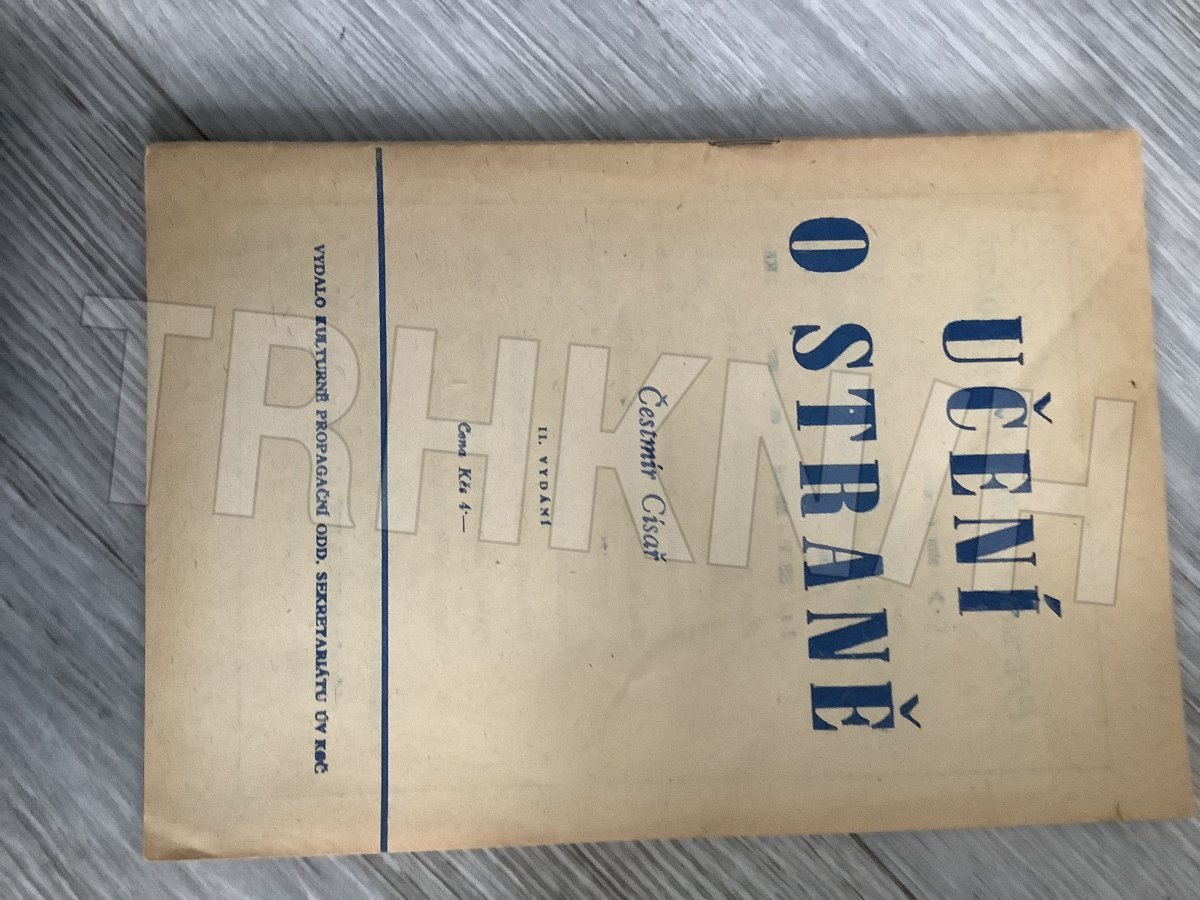 UČENÍ
O STRANĚ
Čestmír Císař
II. VYDÁNÍ
Cena Kčs 4·—
VYDALO KULTURNĚ PROPAGAČNÍ ODD. SEKRETARIÁTU ÚV KSČ
TRHKNIH